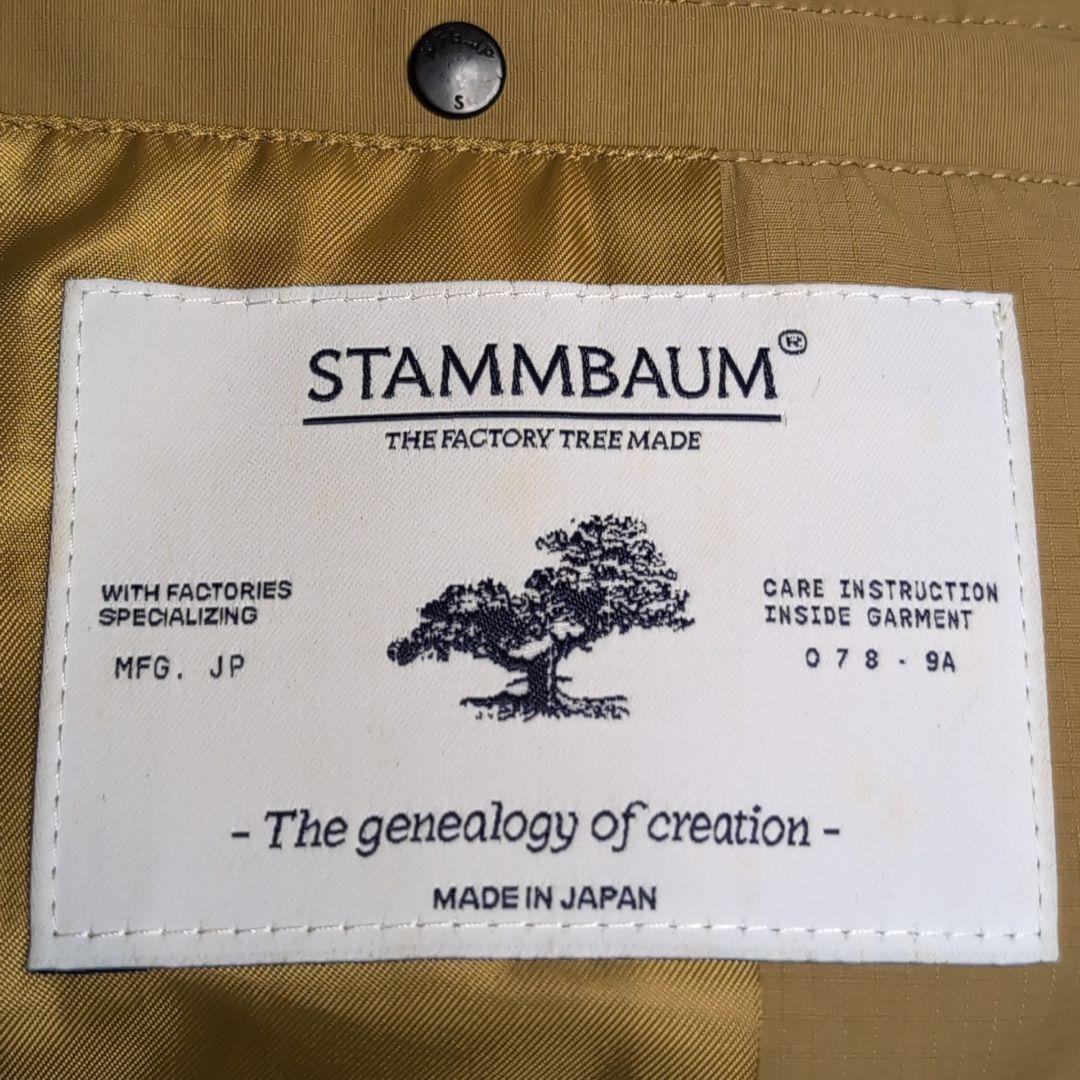 STAMMBAUM®
THE FACTORY TREE MADE
WITH FACTORIES
SPECIALIZING
MFG. JP
CARE INSTRUCTION
INSIDE GARMENT
078-9A
- The genealogy of creation -
MADE IN JAPAN